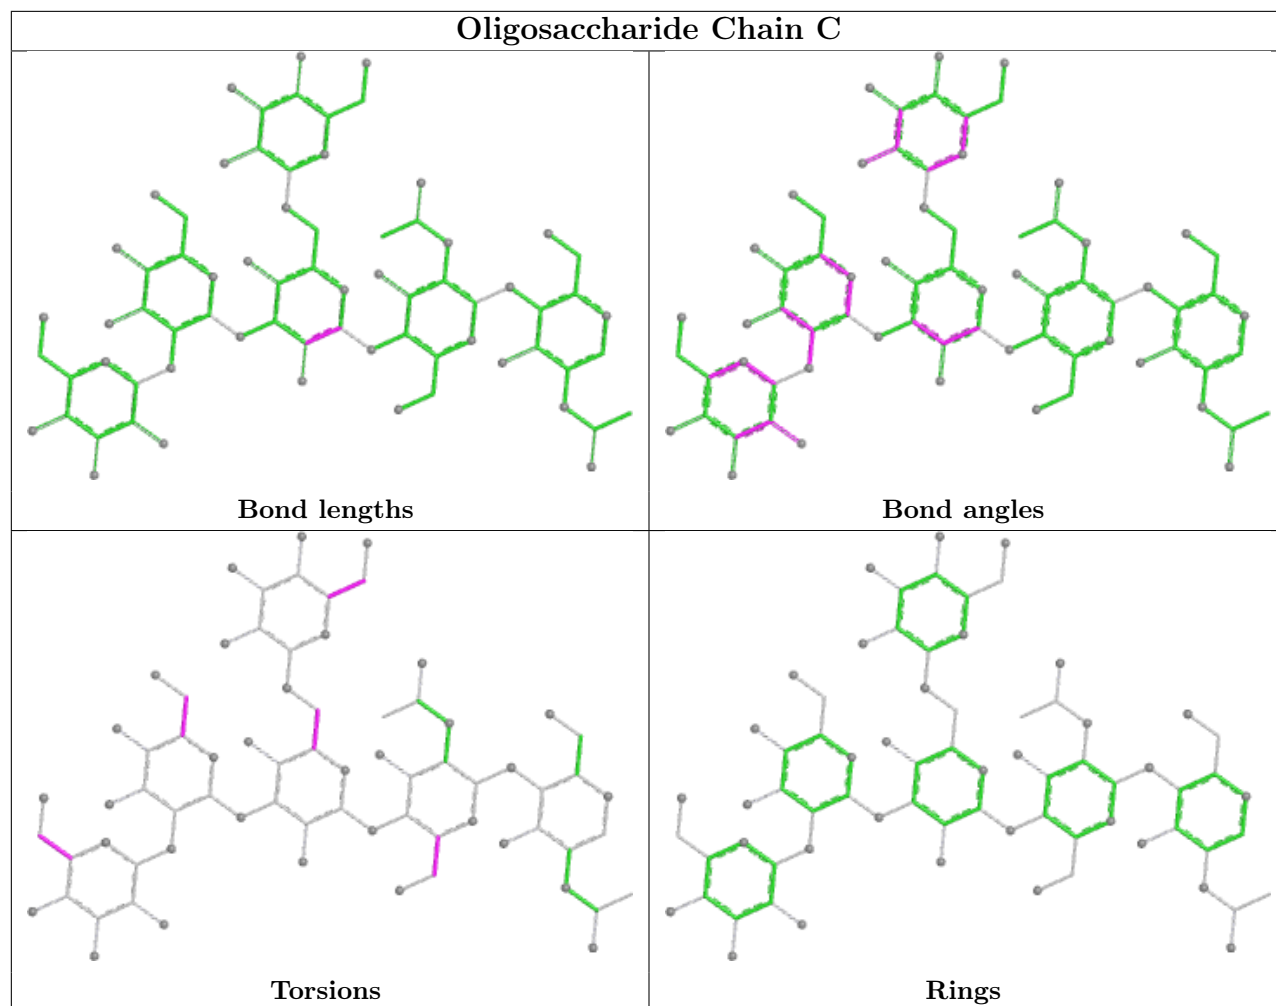 Oligosaccharide Chain C
Bond lengths
Bond angles
Torsions
Rings